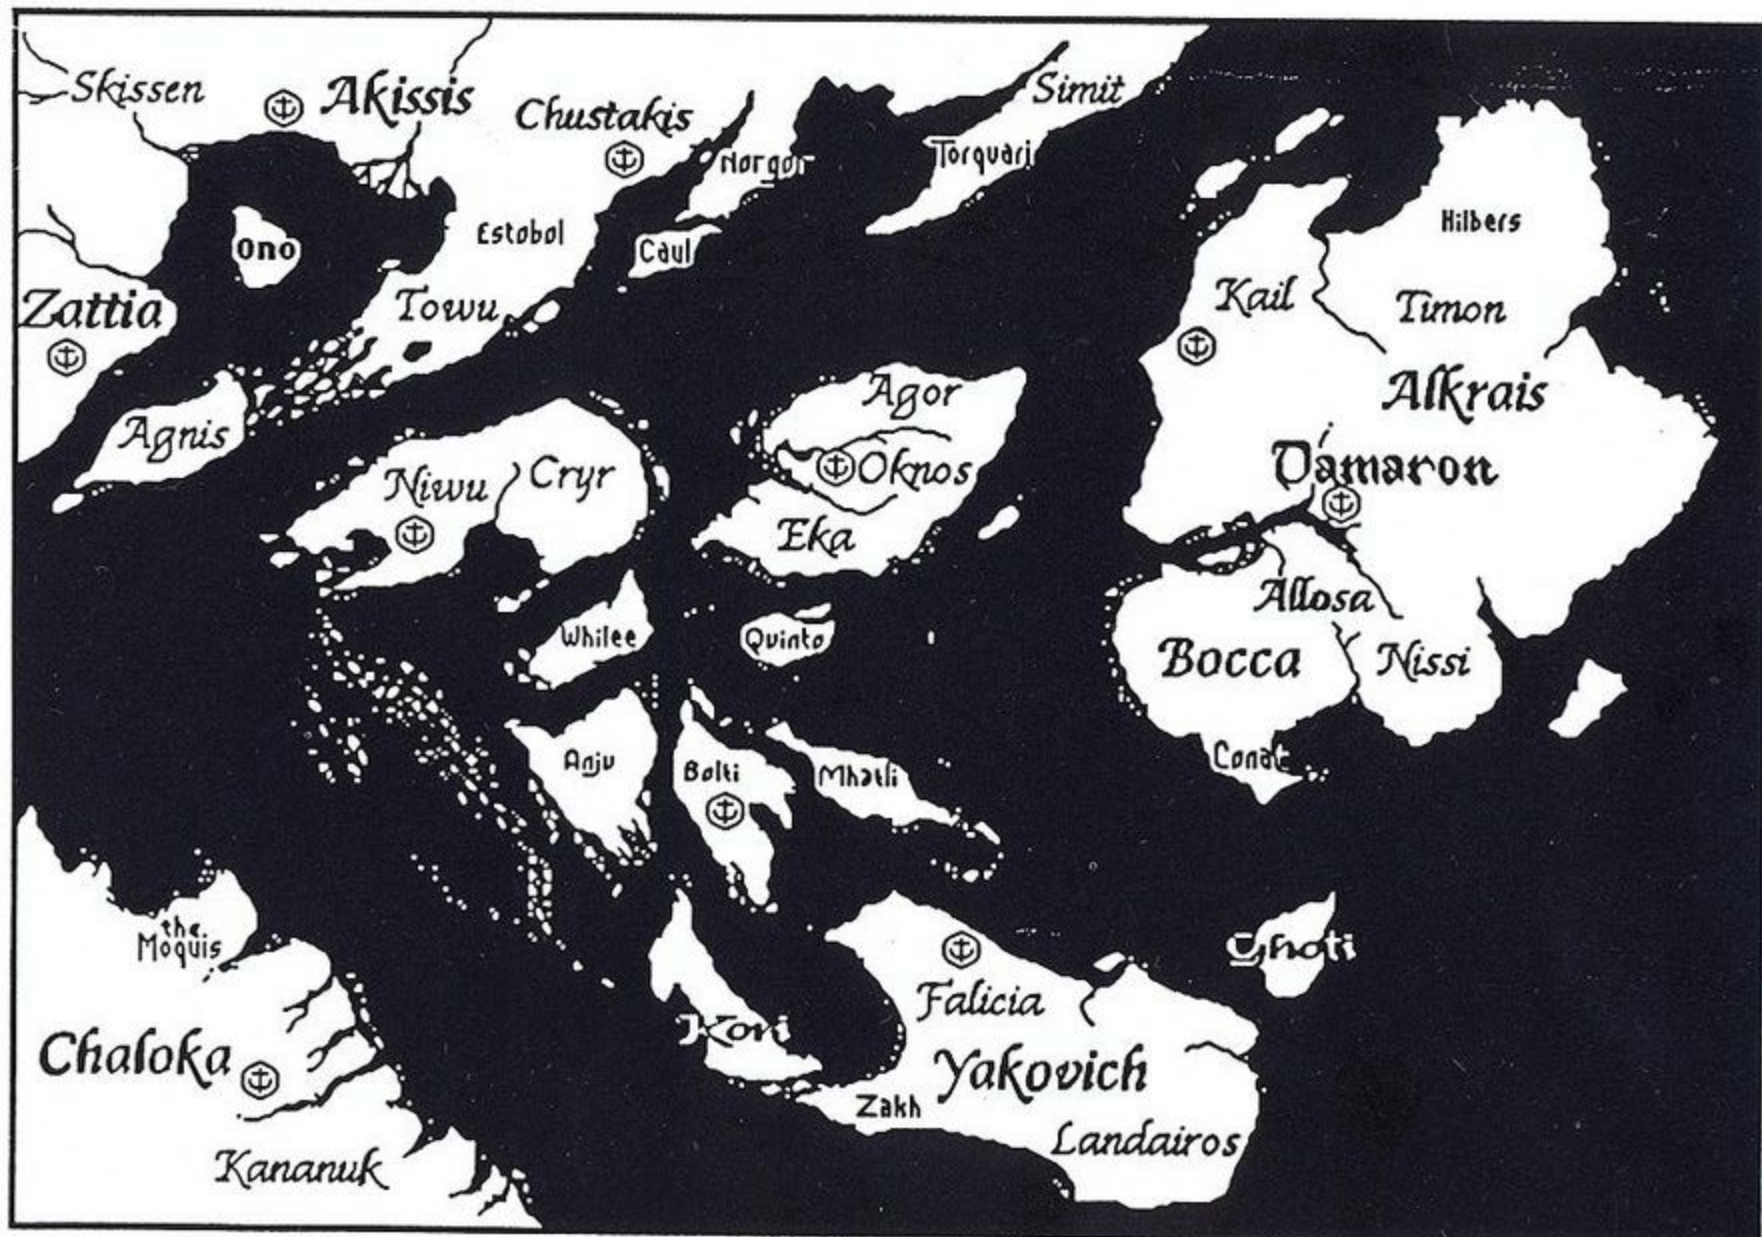 Skissen
Akissis
Chustakis
Simit
Norgor
Torquari
Hilbers
Estobol
Ono
Caul
Zattia
Towu
Kail
Timon
Agor
Alkrais
Agnis
Niwu
Cryr
Oknos
Damaron
Eka
Allosa
Whilee
Quinto
Bocca
Nissi
Anju
Bolti
Mhatli
Conat
the
Moquis
Ghoti
Falicia
Kori
Chaloka
Yakovich
Zakh
Landairos
Kananuk